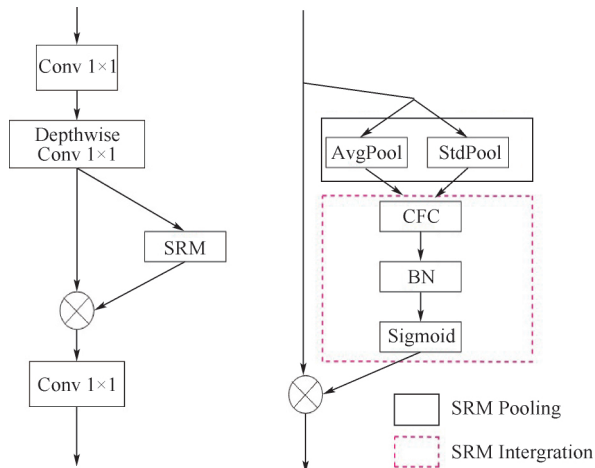 Conv 1×1
Depthwise
Conv 1×1
SRM
Conv 1×1
AvgPool
StdPool
CFC
BN
Sigmoid
SRM Pooling
SRM Intergration